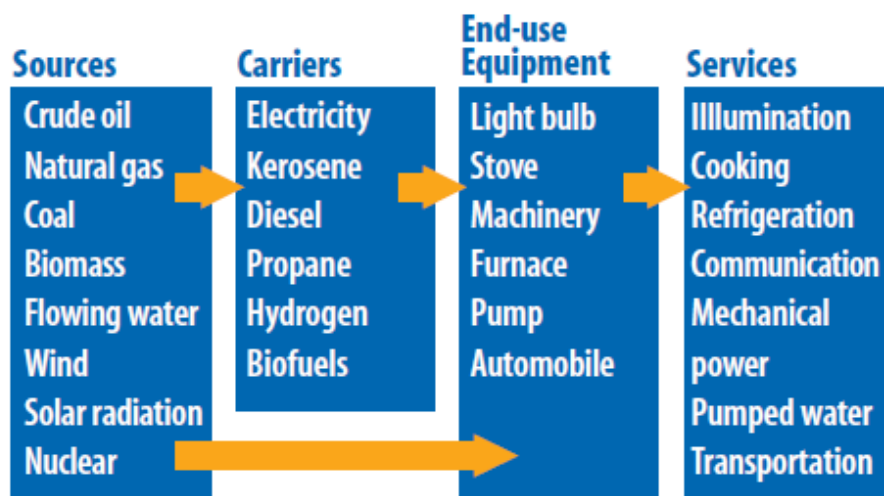 Sources
Crude oil
Natural gas
Coal
Biomass
Flowing water
Wind
Solar radiation
Nuclear
Carriers
Electricity
Kerosene
Diesel
Propane
Hydrogen
Biofuels
End-use
Equipment
Light bulb
Stove
Machinery
Furnace
Pump
Automobile
Services
Illlumination
Cooking
Refrigeration
Communication
Mechanical
power
Pumped water
Transportation